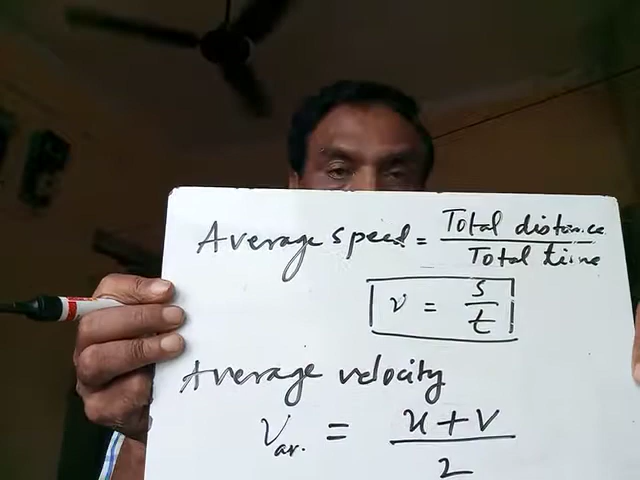 Average speed = Total distance / Total time
v = s / t
Average velocity
Vav. = u + v / 2